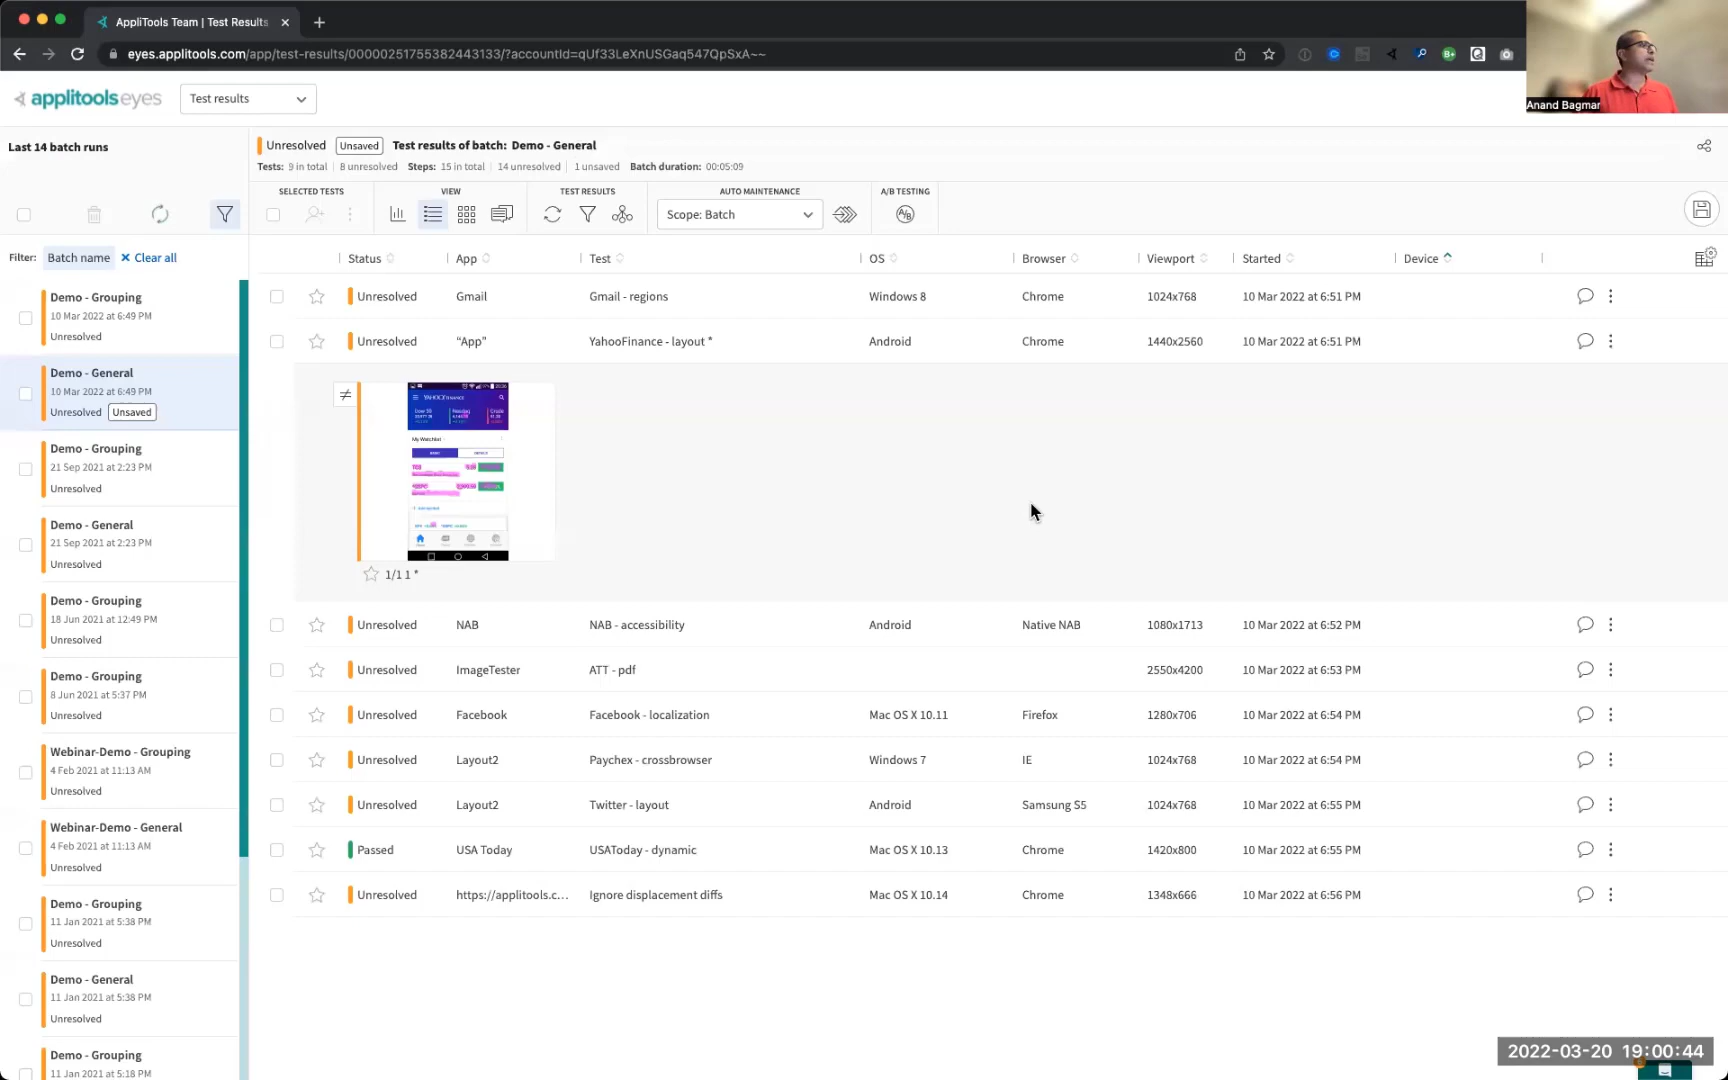 AppliTools Team | Test Results
eyes.applitools.com/app/test-results/00000251755382443133/?accountId=qUf33LeXnUSGaq547QpSxA~~
Anand Bagmar
applitools eyes
Test results
Last 14 batch runs
Unresolved Unsaved Test results of batch: Demo - General
Tests: 9 in total | 8 unresolved | Steps: 15 in total | 14 unresolved | 1 unsaved Batch duration: 00:05:09
SELECTED TESTS VIEW TEST RESULTS AUTO MAINTENANCE A/B TESTING
Scope: Batch
Filter: Batch name × Clear all
Demo - Grouping
10 Mar 2022 at 6:49 PM
Unresolved
Demo - General
10 Mar 2022 at 6:49 PM
Unresolved Unsaved
Demo - Grouping
21 Sep 2021 at 2:23 PM
Unresolved
Demo - General
21 Sep 2021 at 2:23 PM
Unresolved
Demo - Grouping
18 Jun 2021 at 12:49 PM
Unresolved
Demo - Grouping
8 Jun 2021 at 5:37 PM
Unresolved
Webinar-Demo - Grouping
4 Feb 2021 at 11:13 AM
Unresolved
Webinar-Demo - General
4 Feb 2021 at 11:13 AM
Unresolved
Demo - Grouping
11 Jan 2021 at 5:38 PM
Unresolved
Demo - General
11 Jan 2021 at 5:38 PM
Unresolved
Demo - Grouping
11 Jan 2021 at 5:18 PM
Status App Test OS Browser Viewport Started Device
Unresolved Gmail Gmail - regions Windows 8 Chrome 1024x768 10 Mar 2022 at 6:51 PM
Unresolved “App” YahooFinance - layout * Android Chrome 1440x2560 10 Mar 2022 at 6:51 PM
YAHOO! FINANCE
My Watchlist
1/1 1 *
Unresolved NAB NAB - accessibility Android Native NAB 1080x1713 10 Mar 2022 at 6:52 PM
Unresolved ImageTester ATT - pdf 2550x4200 10 Mar 2022 at 6:53 PM
Unresolved Facebook Facebook - localization Mac OS X 10.11 Firefox 1280x706 10 Mar 2022 at 6:54 PM
Unresolved Layout2 Paychex - crossbrowser Windows 7 IE 1024x768 10 Mar 2022 at 6:54 PM
Unresolved Layout2 Twitter - layout Android Samsung S5 1024x768 10 Mar 2022 at 6:55 PM
Passed USA Today USAToday - dynamic Mac OS X 10.13 Chrome 1420x800 10 Mar 2022 at 6:55 PM
Unresolved https://applitools.c... Ignore displacement diffs Mac OS X 10.14 Chrome 1348x666 10 Mar 2022 at 6:56 PM
2022-03-20 19:00:44